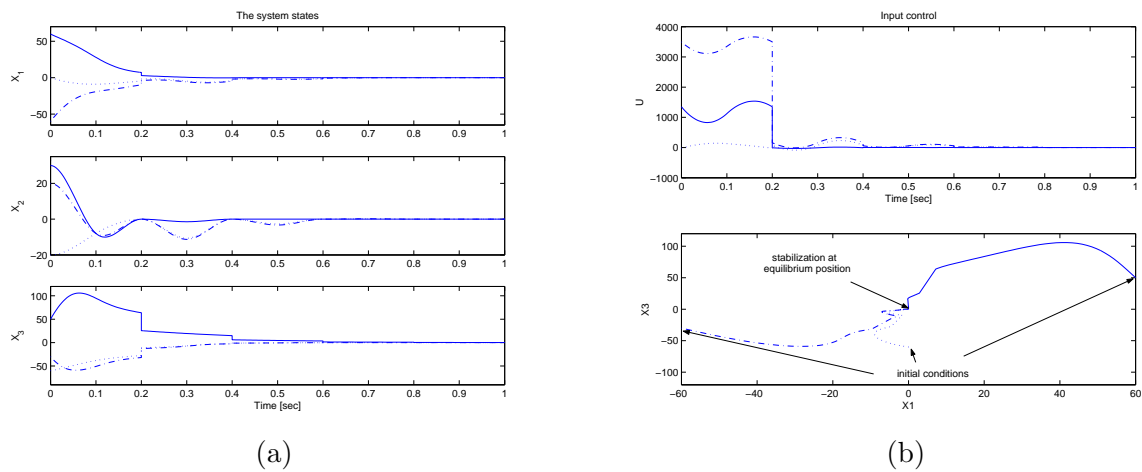 The system states
50
0
−50
X1
0 0.1 0.2 0.3 0.4 0.5 0.6 0.7 0.8 0.9 1
20
0
−20
X2
0 0.1 0.2 0.3 0.4 0.5 0.6 0.7 0.8 0.9 1
100
50
0
−50
X3
0 0.1 0.2 0.3 0.4 0.5 0.6 0.7 0.8 0.9 1
Time [sec]
(a)
Input control
4000
3000
2000
1000
0
−1000
U
0 0.1 0.2 0.3 0.4 0.5 0.6 0.7 0.8 0.9 1
Time [sec]
100
50
0
−50
−100
X3
stabilization at
equilibrium position
initial conditions
−60 −40 −20 0 20 40 60
X1
(b)